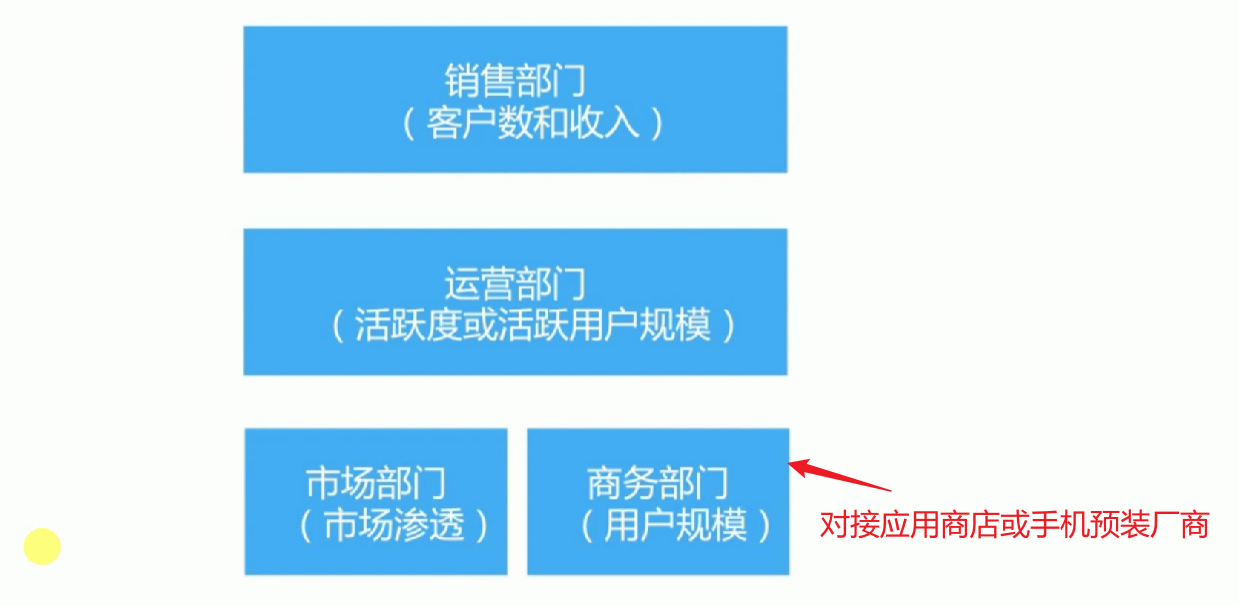 销售部门
（客户数和收入）
运营部门
（活跃度或活跃用户规模）
市场部门
（市场渗透）
商务部门
（用户规模）
对接应用商店或手机预装厂商